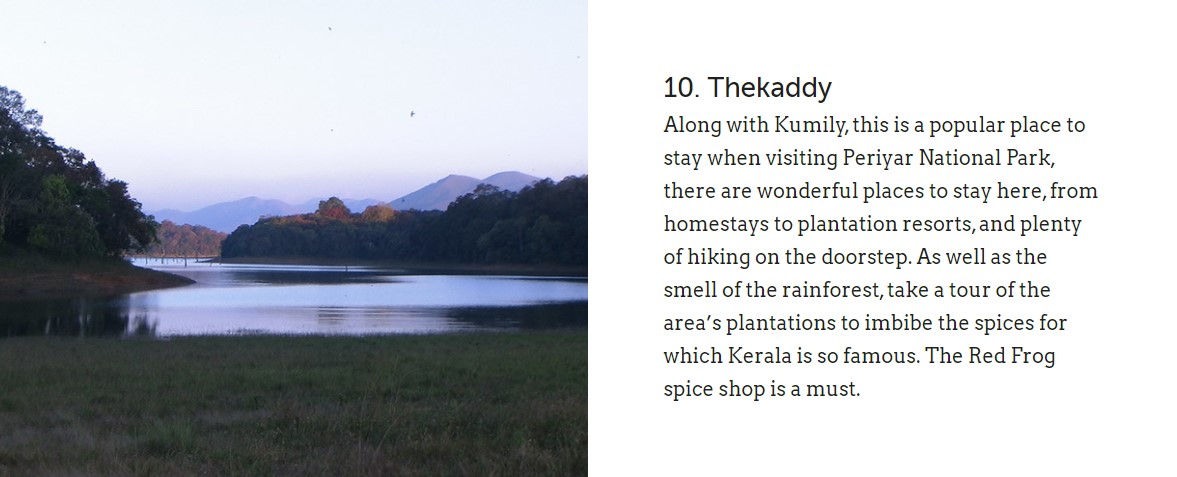 10. Thekaddy
Along with Kumily, this is a popular place to
stay when visiting Periyar National Park,
there are wonderful places to stay here, from
homestays to plantation resorts, and plenty
of hiking on the doorstep. As well as the
smell of the rainforest, take a tour of the
area’s plantations to imbibe the spices for
which Kerala is so famous. The Red Frog
spice shop is a must.